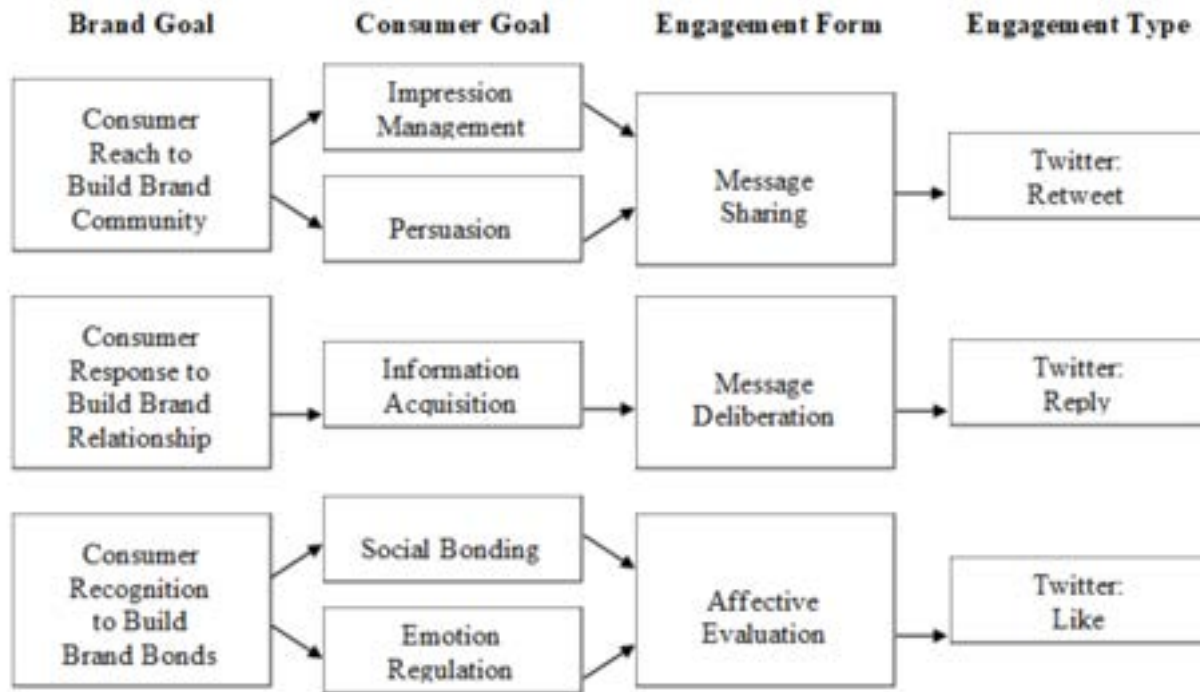 Brand Goal
Consumer Goal
Engagement Form
Engagement Type
Consumer
Reach to
Build Brand
Community
Impression
Management
Persuasion
Message
Sharing
Twitter:
Retweet
Consumer
Response to
Build Brand
Relationship
Information
Acquisition
Message
Deliberation
Twitter:
Reply
Consumer
Recognition
to Build
Brand Bonds
Social Bonding
Emotion
Regulation
Affective
Evaluation
Twitter:
Like